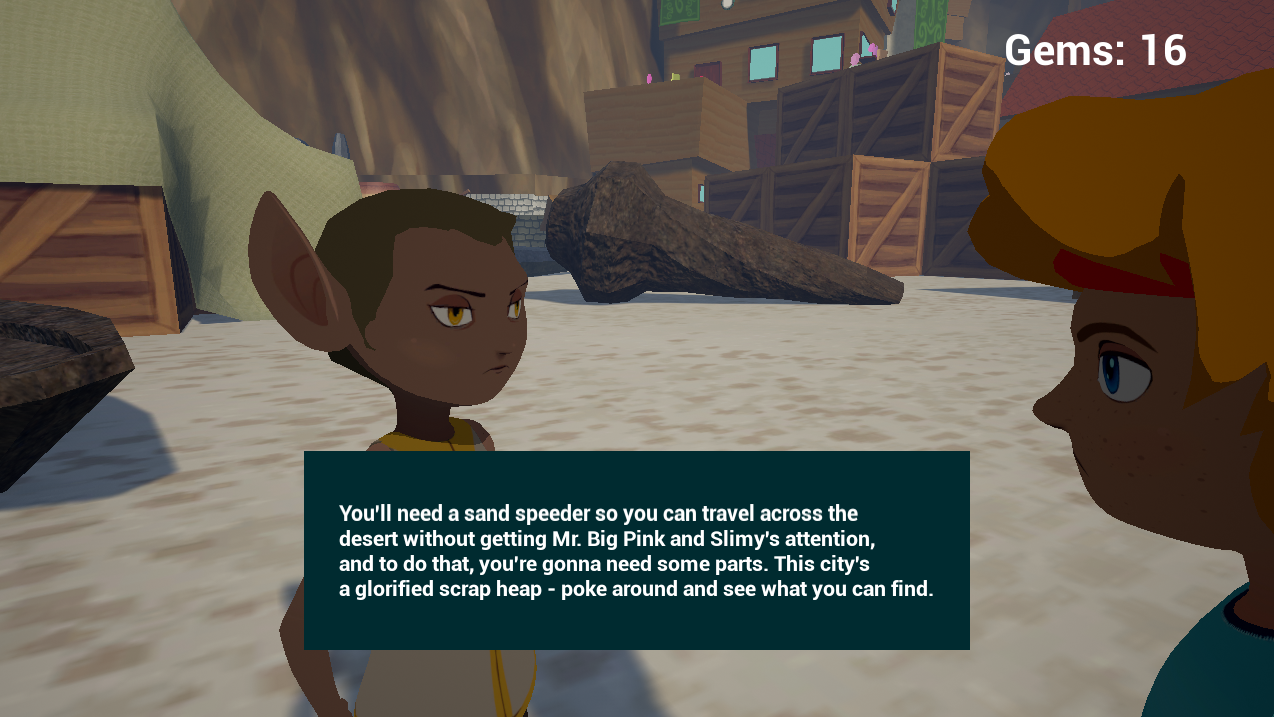 Gems: 16
You'll need a sand speeder so you can travel across the
desert without getting Mr. Big Pink and Slimy's attention,
and to do that, you're gonna need some parts. This city's
a glorified scrap heap - poke around and see what you can find.